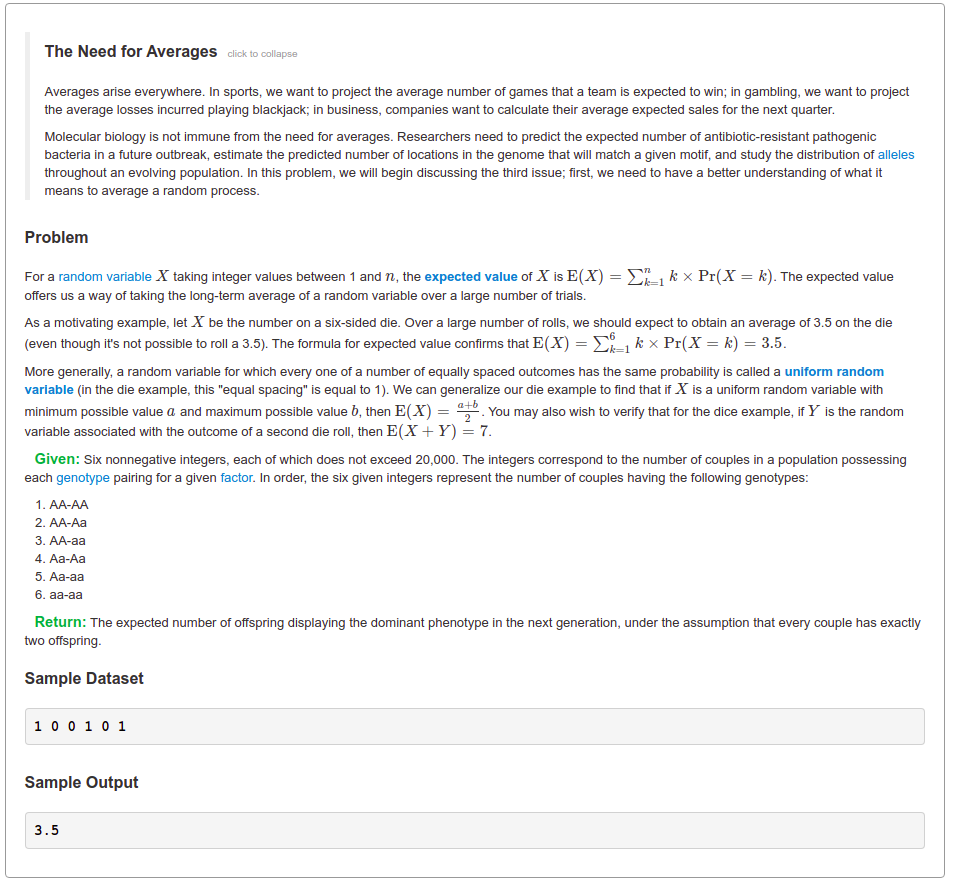 The Need for Averages click to collapse
Averages arise everywhere. In sports, we want to project the average number of games that a team is expected to win; in gambling, we want to project
the average losses incurred playing blackjack; in business, companies want to calculate their average expected sales for the next quarter.
Molecular biology is not immune from the need for averages. Researchers need to predict the expected number of antibiotic-resistant pathogenic
bacteria in a future outbreak, estimate the predicted number of locations in the genome that will match a given motif, and study the distribution of alleles
throughout an evolving population. In this problem, we will begin discussing the third issue; first, we need to have a better understanding of what it
means to average a random process.
Problem
For a random variable X taking integer values between 1 and n, the expected value of X is E(X) = ∑ⁿₖ₌₁ k × Pr(X = k). The expected value
offers us a way of taking the long-term average of a random variable over a large number of trials.
As a motivating example, let X be the number on a six-sided die. Over a large number of rolls, we should expect to obtain an average of 3.5 on the die
(even though it's not possible to roll a 3.5). The formula for expected value confirms that E(X) = ∑⁶ₖ₌₁ k × Pr(X = k) = 3.5.
More generally, a random variable for which every one of a number of equally spaced outcomes has the same probability is called a uniform random
variable (in the die example, this "equal spacing" is equal to 1). We can generalize our die example to find that if X is a uniform random variable with
minimum possible value a and maximum possible value b, then E(X) = (a+b)/2. You may also wish to verify that for the dice example, if Y is the random
variable associated with the outcome of a second die roll, then E(X + Y) = 7.
Given: Six nonnegative integers, each of which does not exceed 20,000. The integers correspond to the number of couples in a population possessing
each genotype pairing for a given factor. In order, the six given integers represent the number of couples having the following genotypes:
1. AA-AA
2. AA-Aa
3. AA-aa
4. Aa-Aa
5. Aa-aa
6. aa-aa
Return: The expected number of offspring displaying the dominant phenotype in the next generation, under the assumption that every couple has exactly
two offspring.
Sample Dataset
1 0 0 1 0 1
Sample Output
3.5